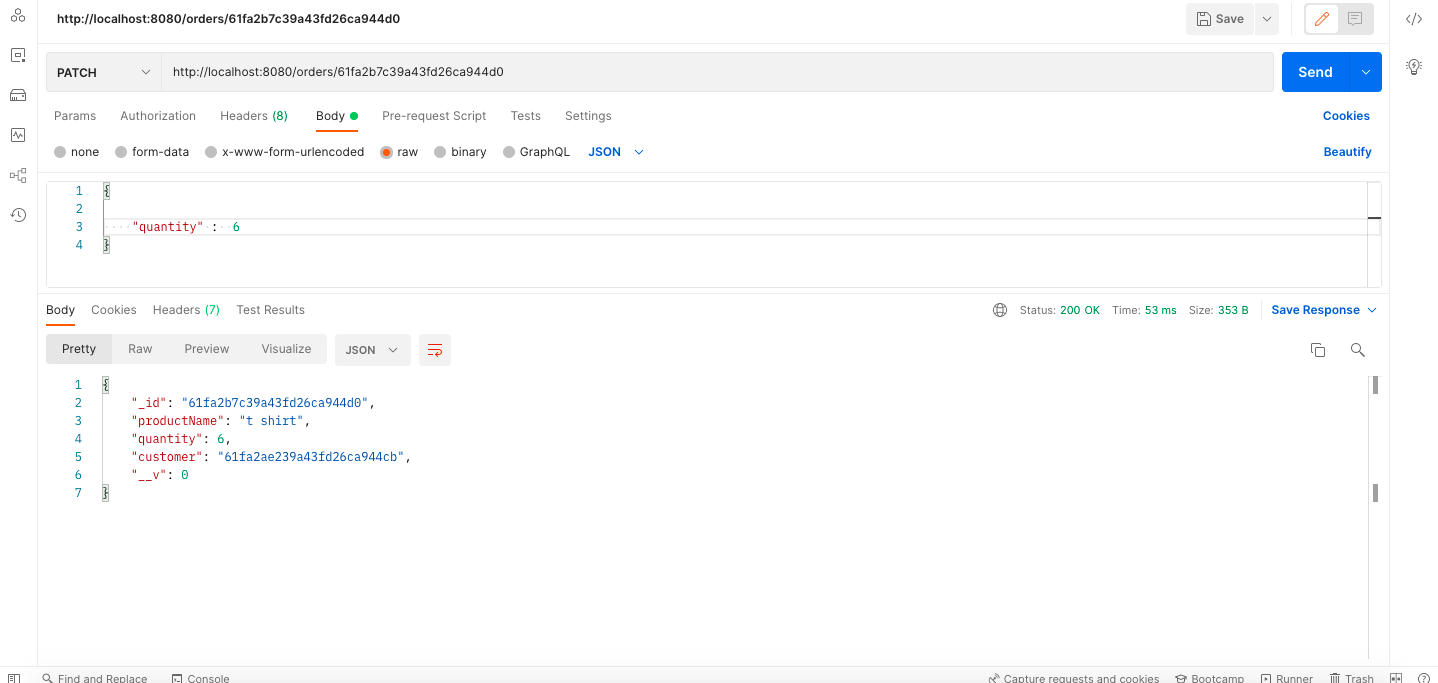 http://localhost:8080/orders/61fa2b7c39a43fd26ca944d0 Save
PATCH http://localhost:8080/orders/61fa2b7c39a43fd26ca944d0 Send
Params Authorization Headers (8) Body Pre-request Script Tests Settings Cookies
none form-data x-www-form-urlencoded raw binary GraphQL JSON Beautify
1 {
2
3 "quantity" : 6
4 }
Body Cookies Headers (7) Test Results Status: 200 OK Time: 53 ms Size: 353 B Save Response
Pretty Raw Preview Visualize JSON
1 {
2 "_id": "61fa2b7c39a43fd26ca944d0",
3 "productName": "t shirt",
4 "quantity": 6,
5 "customer": "61fa2ae239a43fd26ca944cb",
6 "__v": 0
7 }
Find and Replace Console Capture requests and cookies Bootcamp Runner Trash